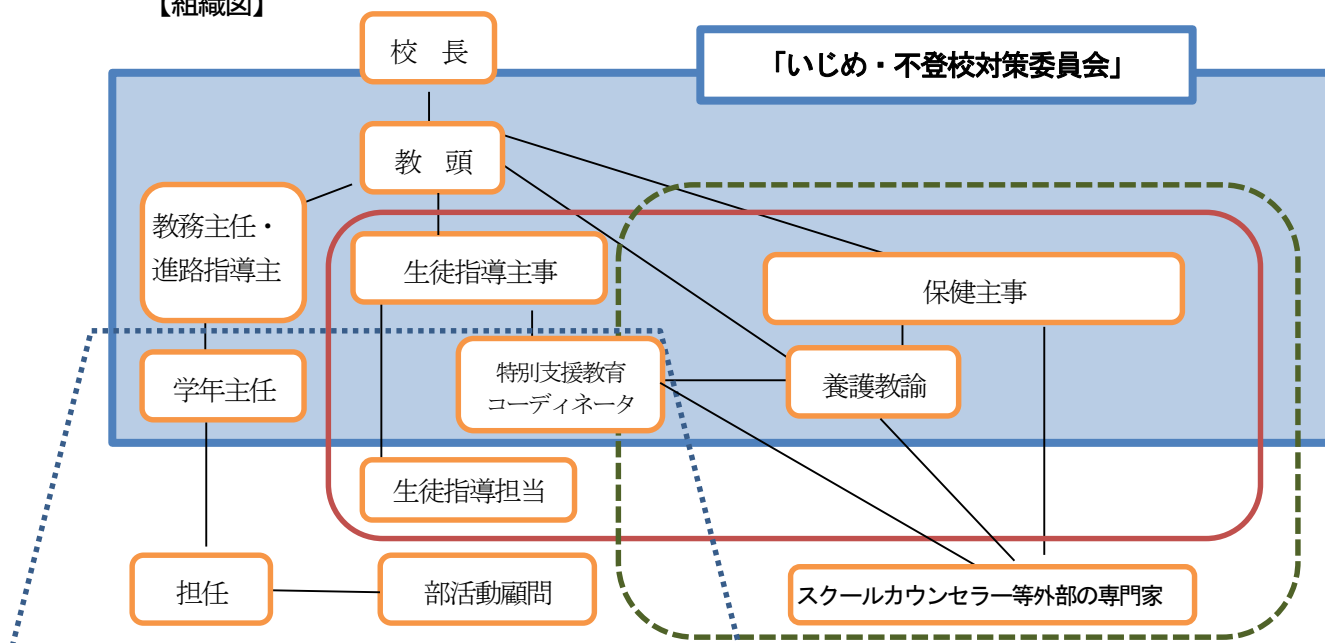 【組織図】
校　長
「いじめ・不登校対策委員会」
教　頭
教務主任・
進路指導主
生徒指導主事
保健主事
学年主任
特別支援教育
コーディネータ
養護教諭
生徒指導担当
担任
部活動顧問
スクールカウンセラー等外部の専門家